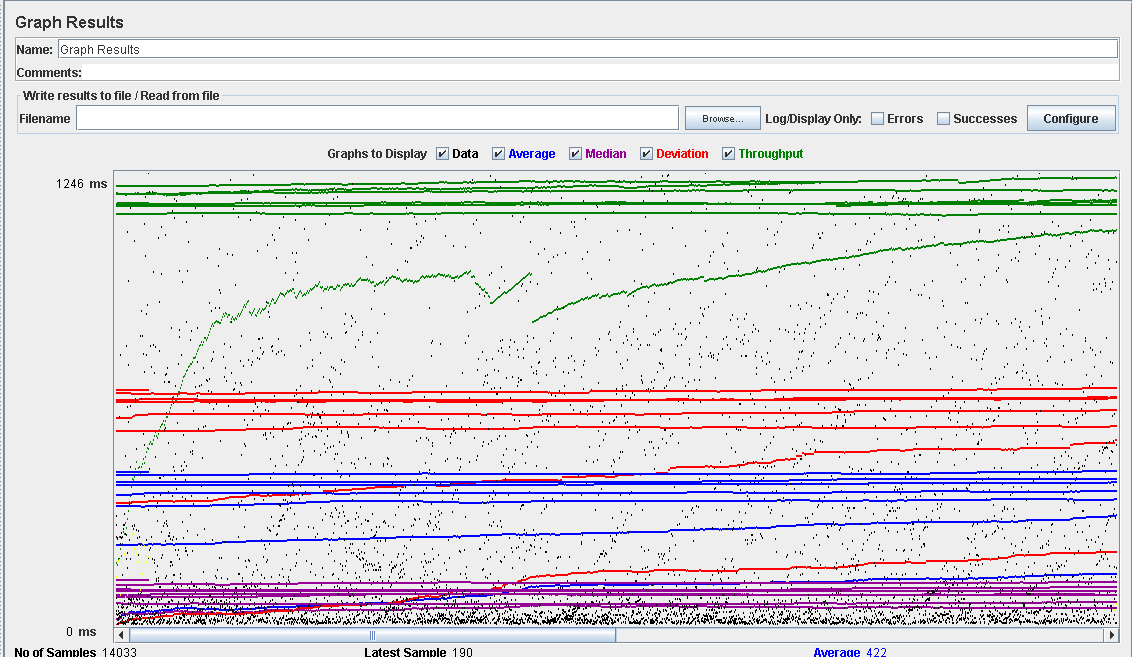 Graph Results
Name: Graph Results
Comments:
Write results to file / Read from file
Filename Browse... Log/Display Only: Errors Successes Configure
Graphs to Display Data Average Median Deviation Throughput
1246 ms
0 ms
No of Samples 14033 Latest Sample 190 Average 422